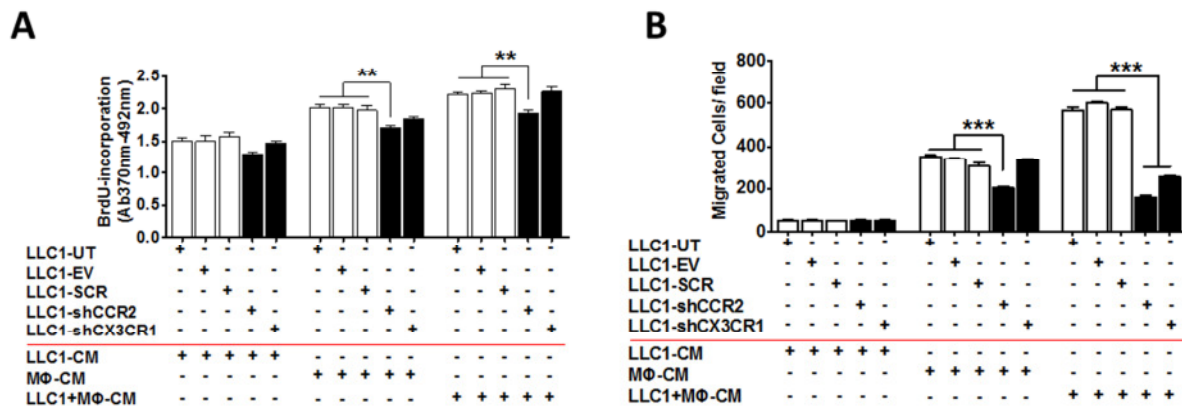 A
BrdU-incorporation
(Ab370nm-492nm)
2.5
2.0
1.5
1.0
0.5
0.0
**
**
LLC1-UT + - - - - + - - - - + - - - -
LLC1-EV - + - - - - + - - - - + - - -
LLC1-SCR - - + - - - - + - - - - + - -
LLC1-shCCR2 - - - + - - - - + - - - - + -
LLC1-shCX3CR1 - - - - + - - - - + - - - - +
LLC1-CM + + + + + - - - - - - - - - -
MΦ-CM - - - - - + + + + + - - - - -
LLC1+MΦ-CM - - - - - - - - - - + + + + +
B
Migrated Cells/ field
800
600
400
200
0
***
***
LLC1-UT + - - - - + - - - - + - - - -
LLC1-EV - + - - - - + - - - - + - - -
LLC1-SCR - - + - - - - + - - - - + - -
LLC1-shCCR2 - - - + - - - - + - - - - + -
LLC1-shCX3CR1 - - - - + - - - - + - - - - +
LLC1-CM + + + + + - - - - - - - - - -
MΦ-CM - - - - - + + + + + - - - - -
LLC1+MΦ-CM - - - - - - - - - - + + + + +